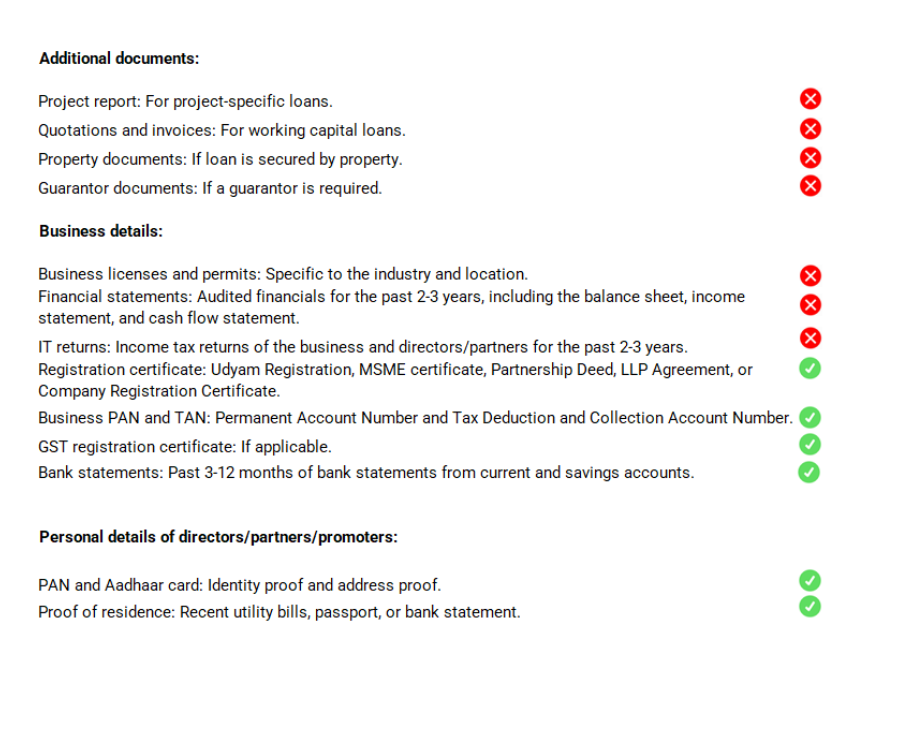 Additional documents:
Project report: For project-specific loans.
Quotations and invoices: For working capital loans.
Property documents: If loan is secured by property.
Guarantor documents: If a guarantor is required.
Business details:
Business licenses and permits: Specific to the industry and location.
Financial statements: Audited financials for the past 2-3 years, including the balance sheet, income
statement, and cash flow statement.
IT returns: Income tax returns of the business and directors/partners for the past 2-3 years.
Registration certificate: Udyam Registration, MSME certificate, Partnership Deed, LLP Agreement, or
Company Registration Certificate.
Business PAN and TAN: Permanent Account Number and Tax Deduction and Collection Account Number.
GST registration certificate: If applicable.
Bank statements: Past 3-12 months of bank statements from current and savings accounts.
Personal details of directors/partners/promoters:
PAN and Aadhaar card: Identity proof and address proof.
Proof of residence: Recent utility bills, passport, or bank statement.